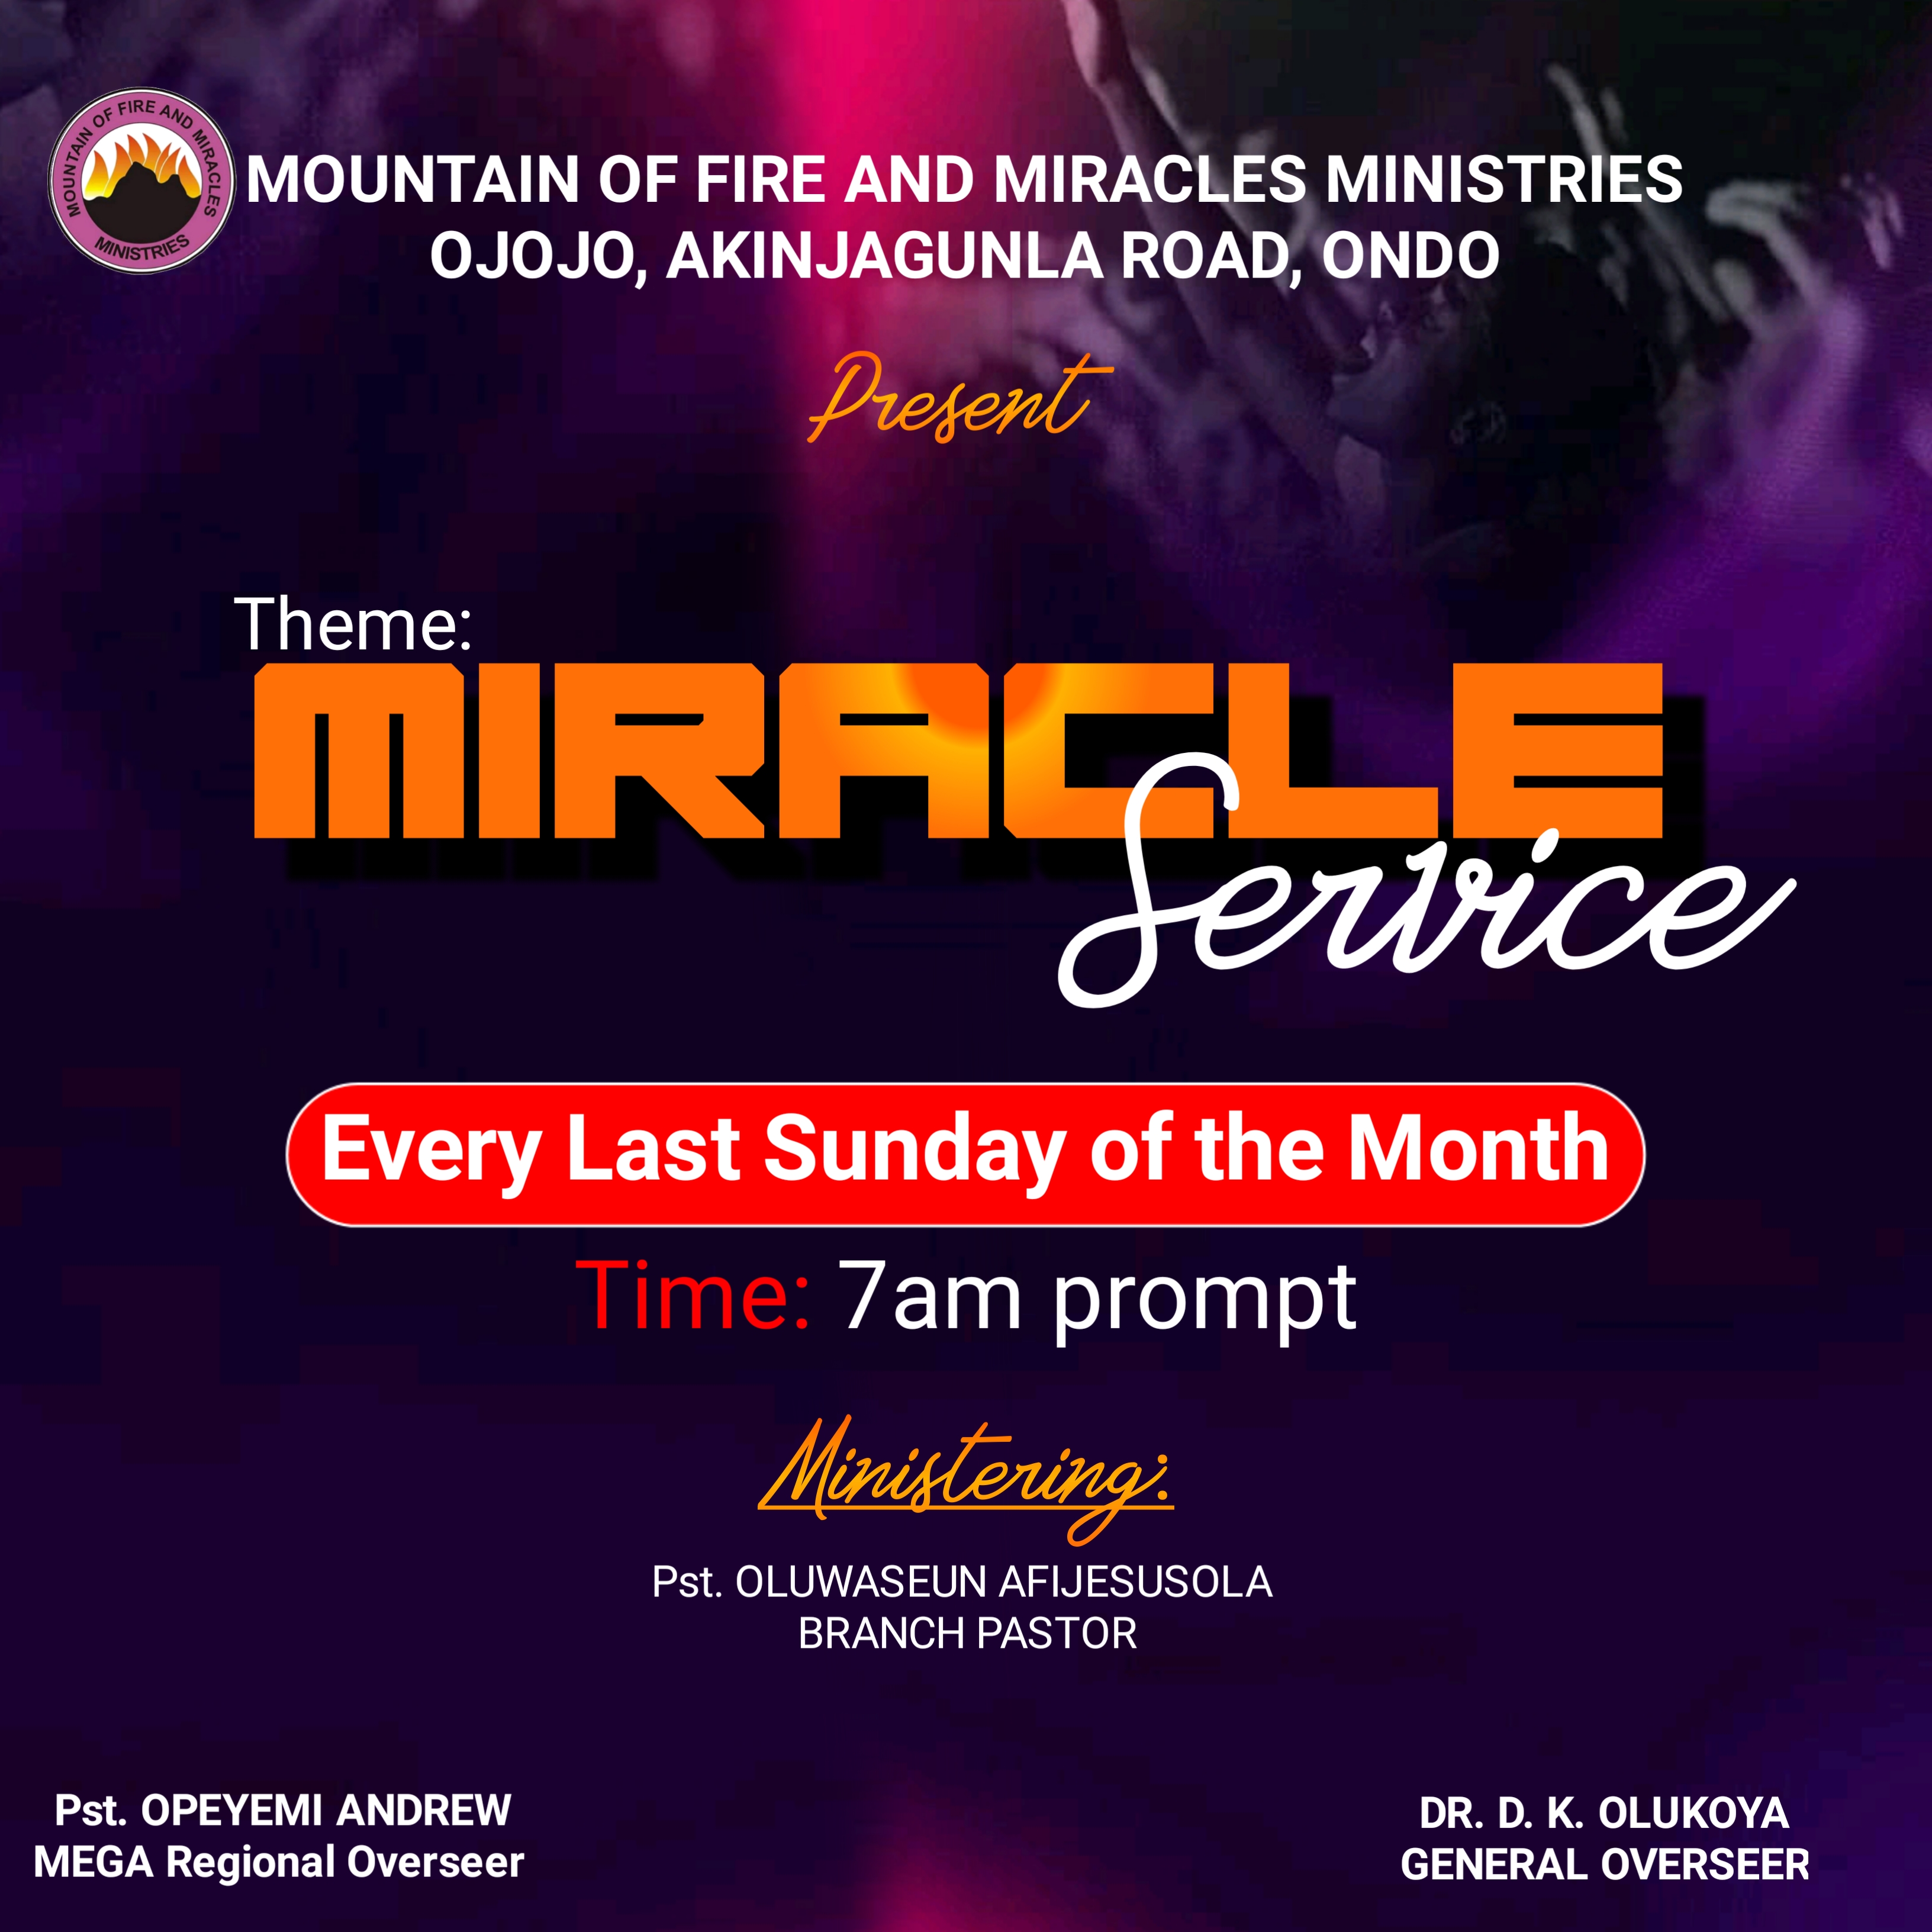 MOUNTAIN OF FIRE AND MIRACLES
MINISTRIES
MOUNTAIN OF FIRE AND MIRACLES MINISTRIES
OJOJO, AKINJAGUNLA ROAD, ONDO
Present
Theme:
MIRACLE
Service
Every Last Sunday of the Month
Time: 7am prompt
Ministering:
Pst. OLUWASEUN AFIJESUSOLA
BRANCH PASTOR
Pst. OPEYEMI ANDREW
MEGA Regional Overseer
DR. D. K. OLUKOYA
GENERAL OVERSEER